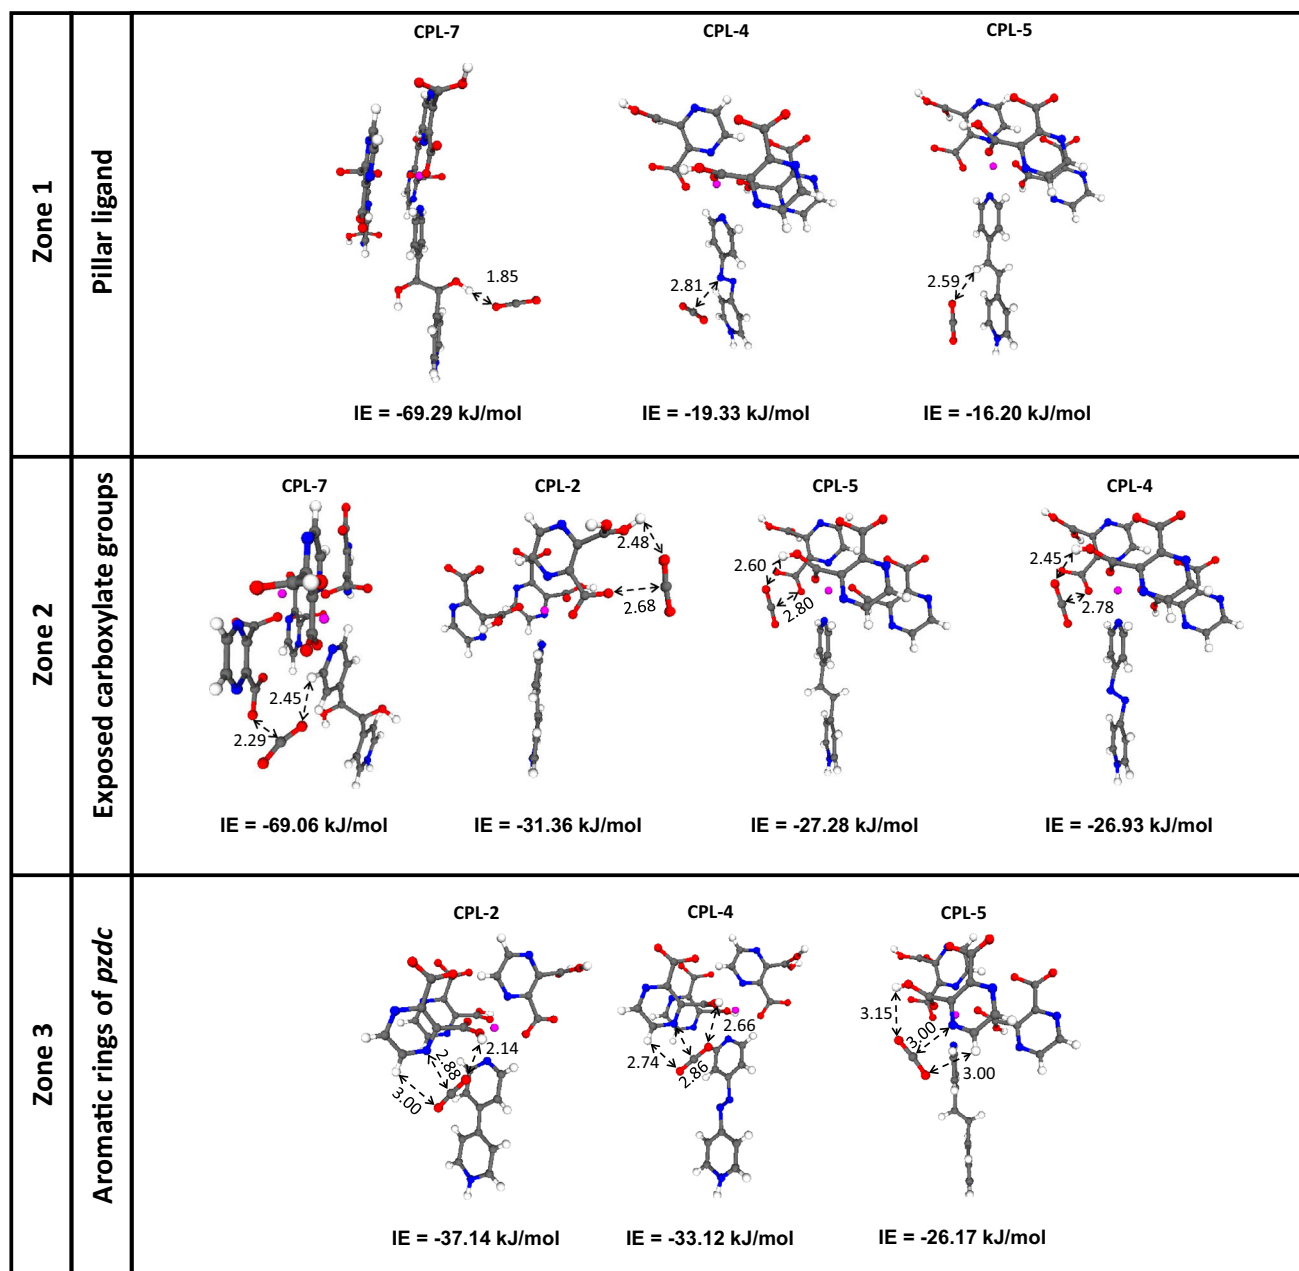 Zone 1
Pillar ligand
CPL-7
CPL-4
CPL-5
1.85
2.81
2.59
IE = -69.29 kJ/mol
IE = -19.33 kJ/mol
IE = -16.20 kJ/mol
Zone 2
Exposed carboxylate groups
CPL-7
CPL-2
CPL-5
CPL-4
2.45
2.29
2.48
2.68
2.60
2.80
2.45
2.78
IE = -69.06 kJ/mol
IE = -31.36 kJ/mol
IE = -27.28 kJ/mol
IE = -26.93 kJ/mol
Zone 3
Aromatic rings of pzdc
CPL-2
CPL-4
CPL-5
2.14
2.88
3.00
2.66
2.74
2.86
3.15
3.00
3.00
IE = -37.14 kJ/mol
IE = -33.12 kJ/mol
IE = -26.17 kJ/mol